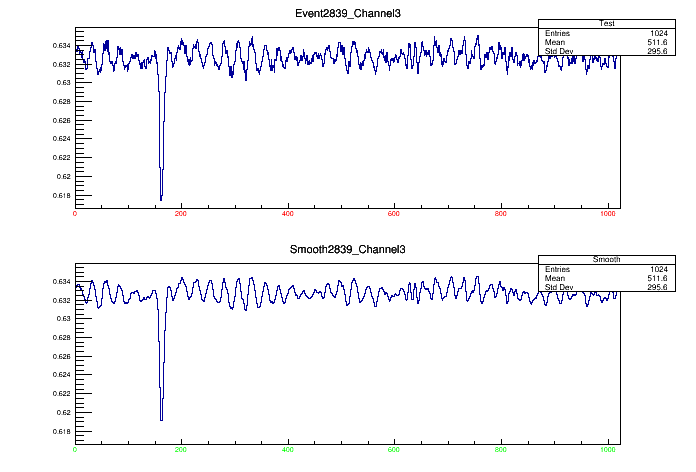 Event2839_Channel3
Test
Entries 1024
Mean 511.6
Std Dev 295.6
0.634
0.632
0.63
0.628
0.626
0.624
0.622
0.62
0.618
0 200 400 600 800 1000
Smooth2839_Channel3
Smooth
Entries 1024
Mean 511.6
Std Dev 295.6
0.634
0.632
0.63
0.628
0.626
0.624
0.622
0.62
0.618
0 200 400 600 800 1000